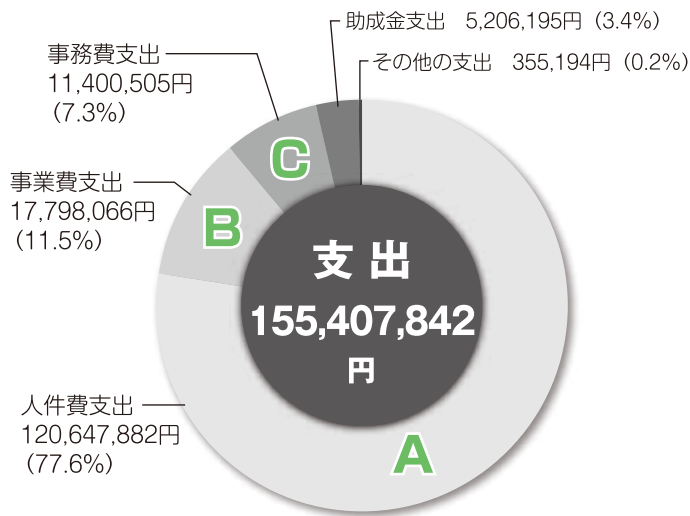 助成金支出 5,206,195円（3.4%）
その他の支出 355,194円（0.2%）
事務費支出
11,400,505円
（7.3%）
C
事業費支出
17,798,066円
（11.5%）
B
支出
155,407,842
円
人件費支出
120,647,882円
（77.6%）
A